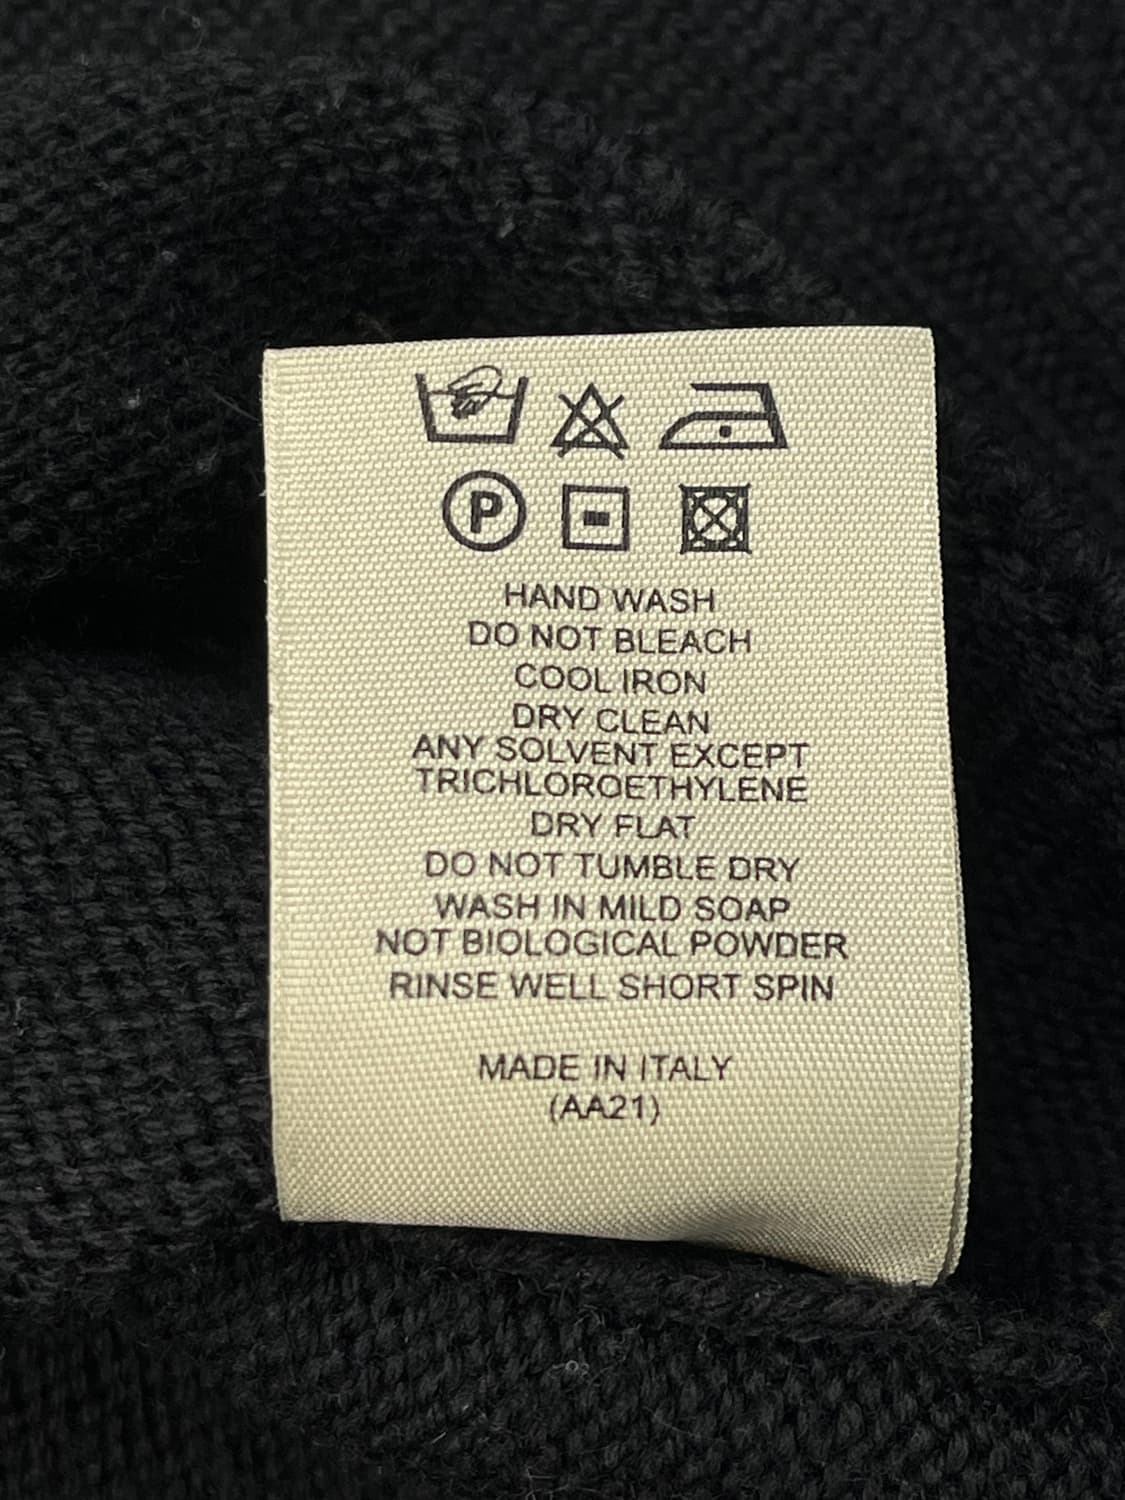 P
HAND WASH
DO NOT BLEACH
COOL IRON
DRY CLEAN
ANY SOLVENT EXCEPT
TRICHLOROETHYLENE
DRY FLAT
DO NOT TUMBLE DRY
WASH IN MILD SOAP
NOT BIOLOGICAL POWDER
RINSE WELL SHORT SPIN
MADE IN ITALY
(AA21)